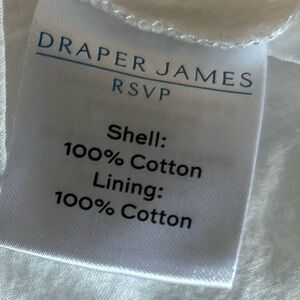 DRAPER JAMES
RSVP
Shell:
100% Cotton
Lining:
100% Cotton